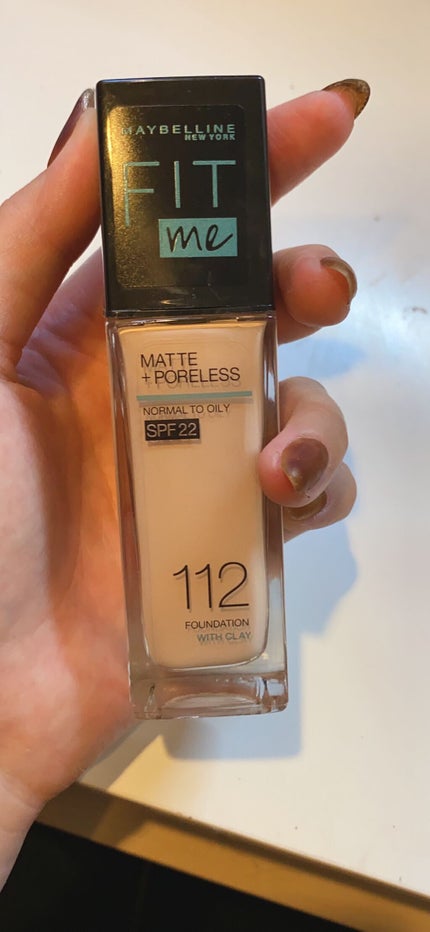 MAYBELLINE
NEW YORK
FIT
me
MATTE
+PORELESS
NORMAL TO OILY
SPF 22
112
FOUNDATION
WITH CLAY